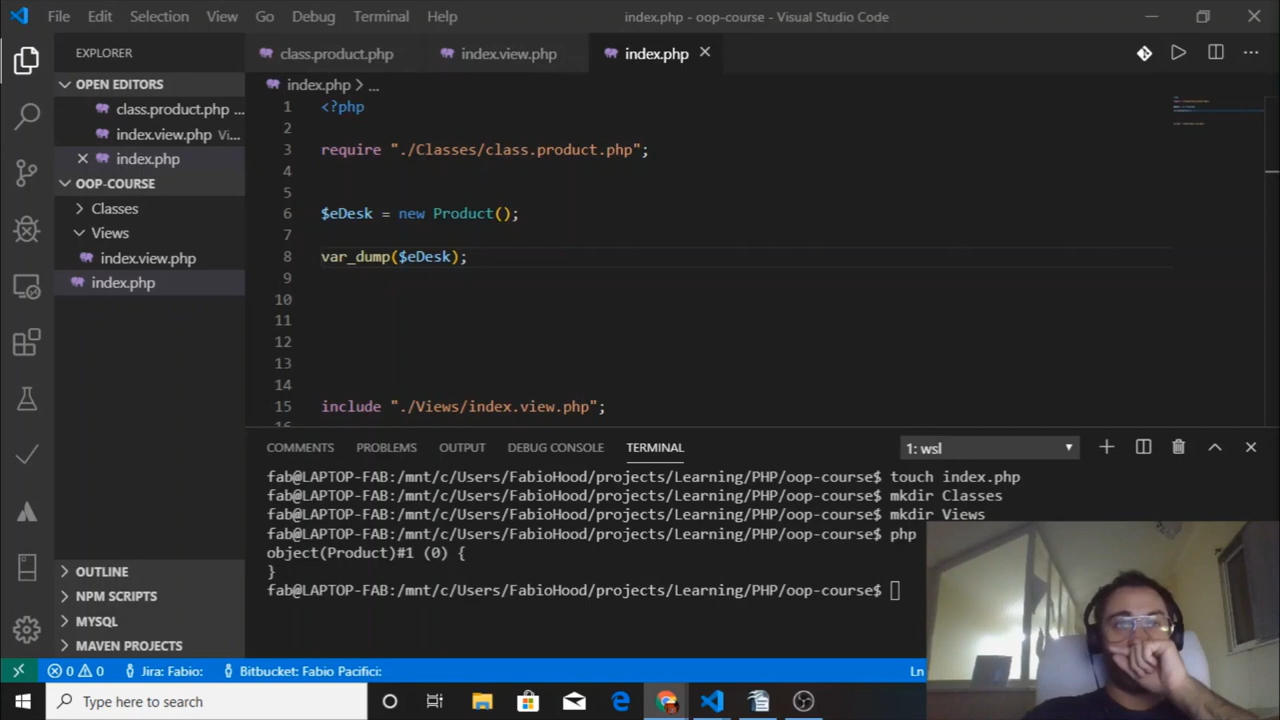 File Edit Selection View Go Debug Terminal Help
index.php - oop-course - Visual Studio Code
EXPLORER
OPEN EDITORS
class.product.php ...
index.view.php Vi...
index.php
OOP-COURSE
Classes
Views
index.view.php
index.php
OUTLINE
NPM SCRIPTS
MYSQL
MAVEN PROJECTS
class.product.php index.view.php index.php
index.php > ...
1 <?php
2
3 require "./Classes/class.product.php";
4
5
6 $eDesk = new Product();
7
8 var_dump($eDesk);
9
10
11
12
13
14
15 include "./Views/index.view.php";
COMMENTS PROBLEMS OUTPUT DEBUG CONSOLE TERMINAL 1: wsl
fab@LAPTOP-FAB:/mnt/c/Users/FabioHood/projects/Learning/PHP/oop-course$ touch index.php
fab@LAPTOP-FAB:/mnt/c/Users/FabioHood/projects/Learning/PHP/oop-course$ mkdir Classes
fab@LAPTOP-FAB:/mnt/c/Users/FabioHood/projects/Learning/PHP/oop-course$ mkdir Views
fab@LAPTOP-FAB:/mnt/c/Users/FabioHood/projects/Learning/PHP/oop-course$ php
object(Product)#1 (0) {
}
fab@LAPTOP-FAB:/mnt/c/Users/FabioHood/projects/Learning/PHP/oop-course$
0 0 Jira: Fabio: Bitbucket: Fabio Pacifici: Ln
Type here to search